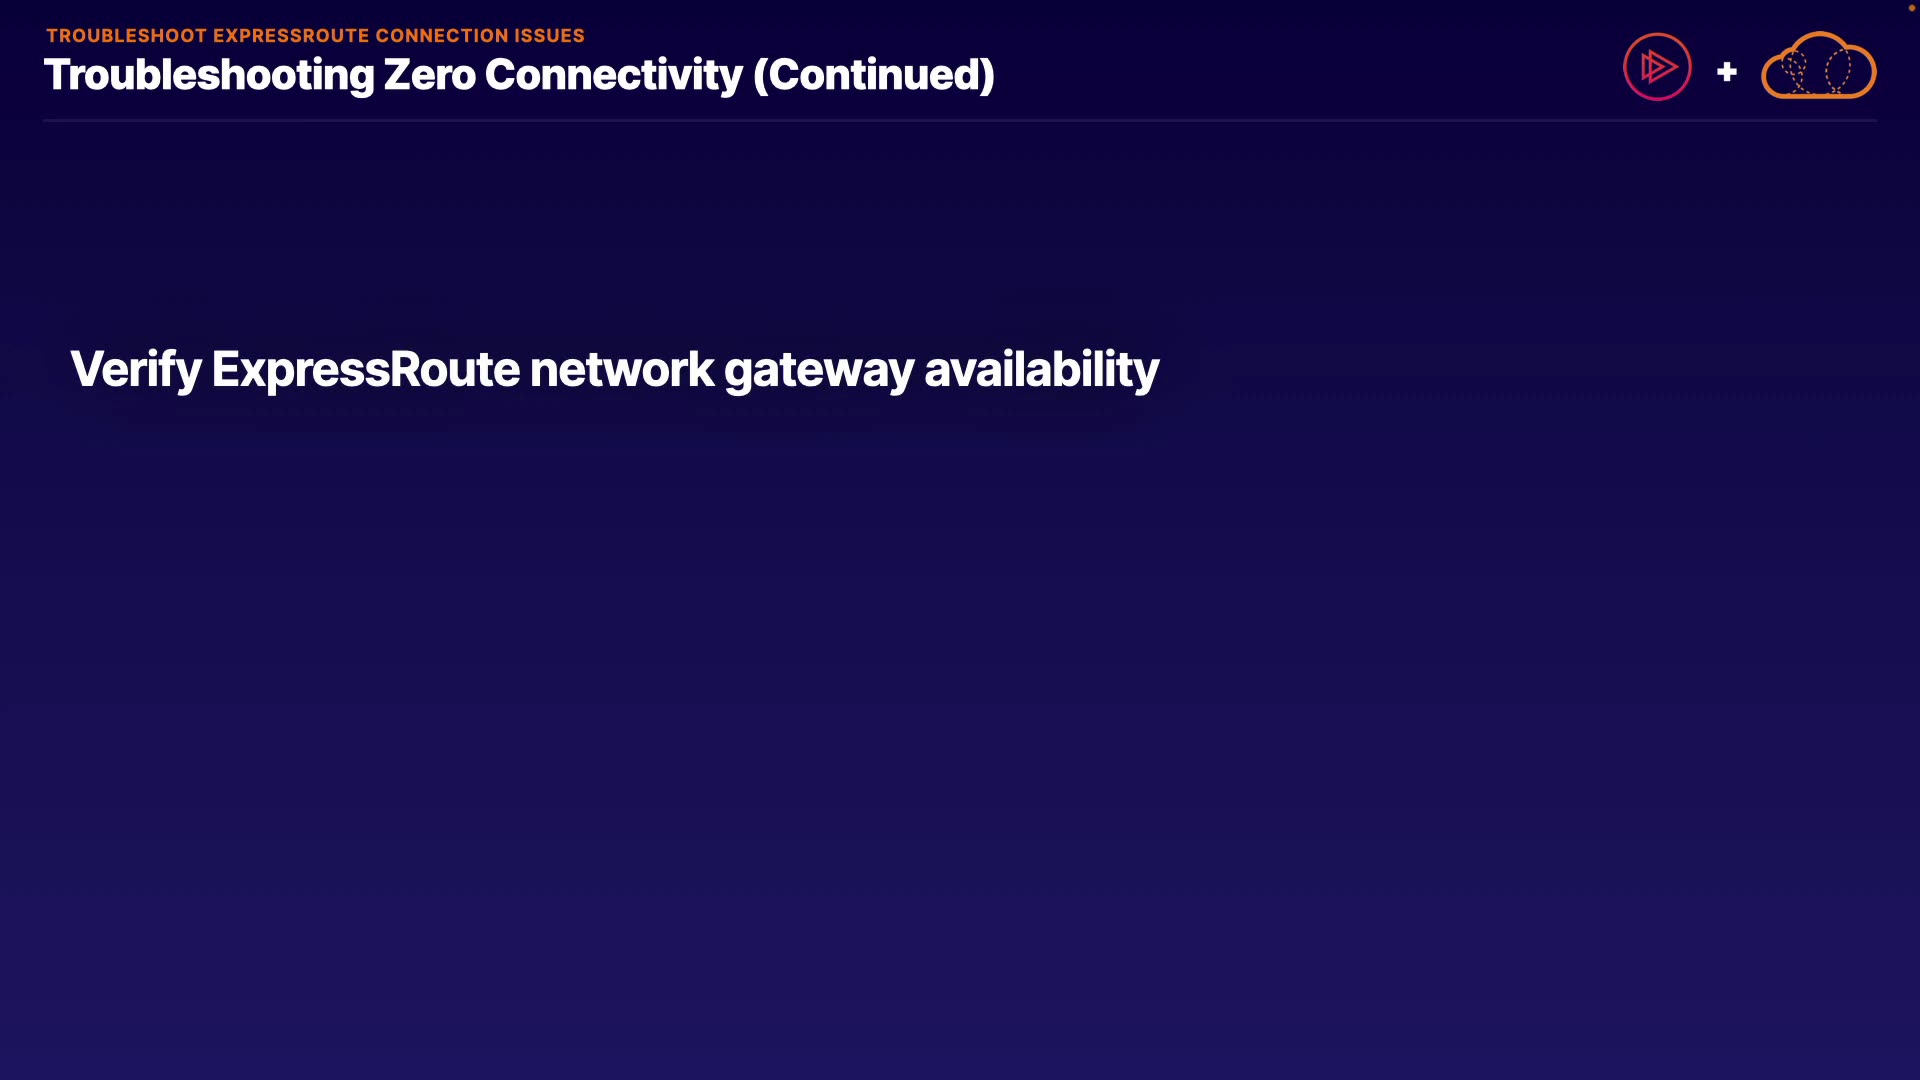 TROUBLESHOOT EXPRESSROUTE CONNECTION ISSUES
Troubleshooting Zero Connectivity (Continued)
+
Verify ExpressRoute network gateway availability